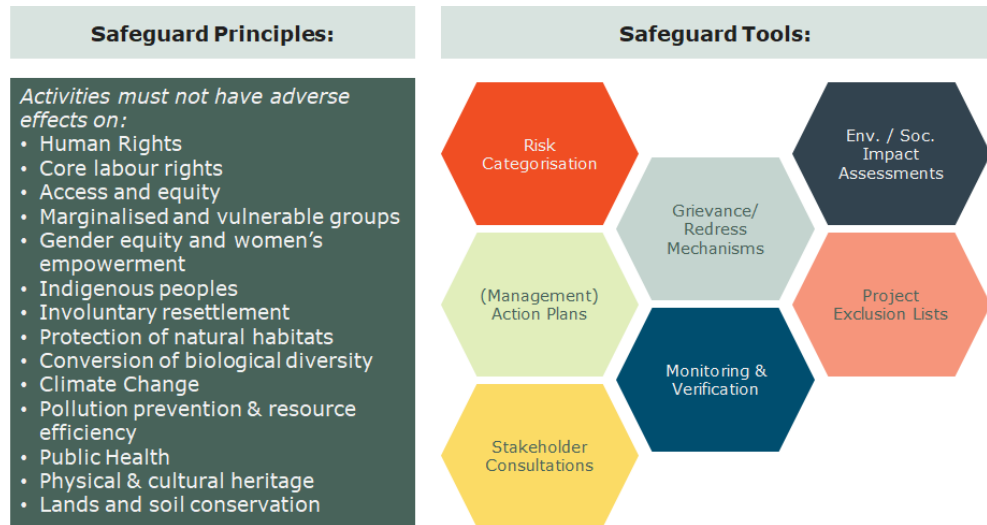 Safeguard Principles:
Activities must not have adverse
effects on:
• Human Rights
• Core labour rights
• Access and equity
• Marginalised and vulnerable groups
• Gender equity and women's
empowerment
• Indigenous peoples
• Involuntary resettlement
• Protection of natural habitats
• Conversion of biological diversity
• Climate Change
• Pollution prevention & resource
efficiency
• Public Health
• Physical & cultural heritage
• Lands and soil conservation
Safeguard Tools:
Risk
Categorisation
Env. / Soc.
Impact
Assessments
Grievance/
Redress
Mechanisms
(Management)
Action Plans
Project
Exclusion Lists
Monitoring &
Verification
Stakeholder
Consultations